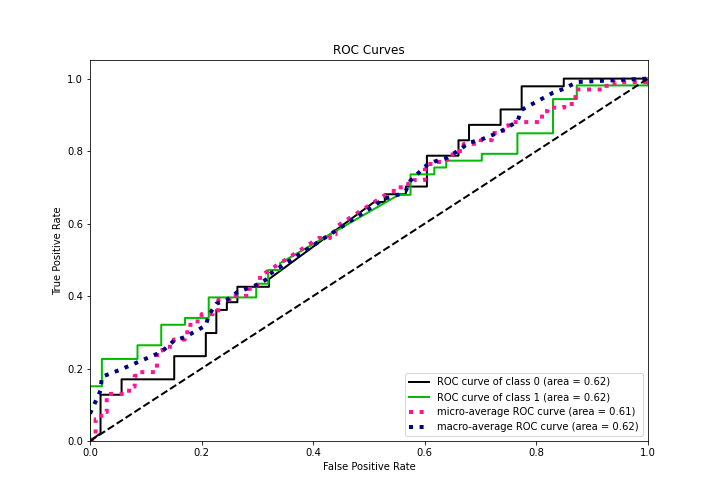 ROC Curves
True Positive Rate
1.0
0.8
0.6
0.4
0.2
0.0
0.0 0.2 0.4 0.6 0.8 1.0
False Positive Rate
ROC curve of class 0 (area = 0.62)
ROC curve of class 1 (area = 0.62)
micro-average ROC curve (area = 0.61)
macro-average ROC curve (area = 0.62)